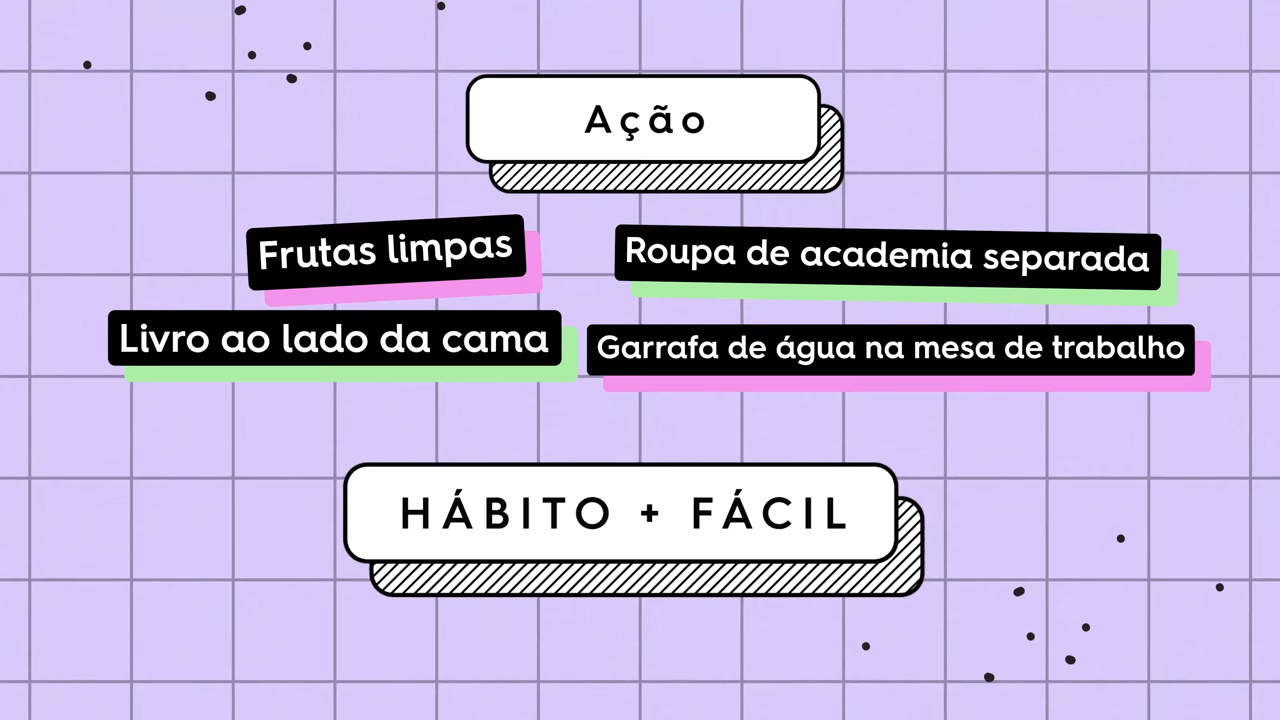 Ação
Frutas limpas
Roupa de academia separada
Livro ao lado da cama
Garrafa de água na mesa de trabalho
HÁBITO + FÁCIL